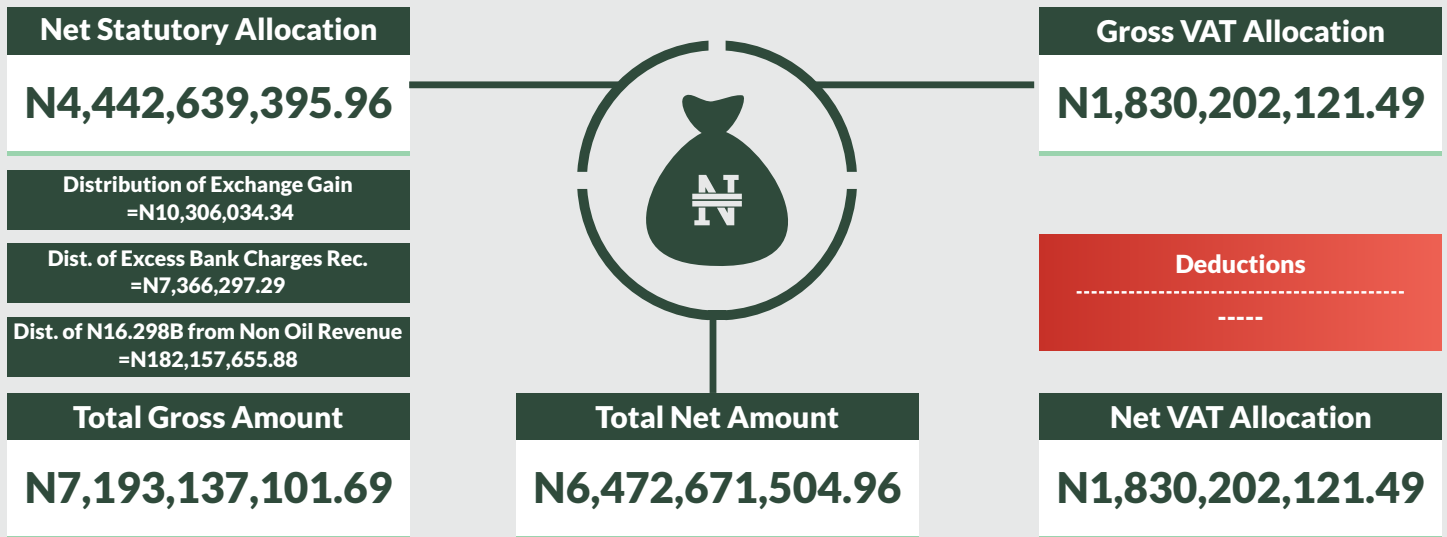 Net Statutory Allocation
N4,442,639,395.96
Distribution of Exchange Gain
=N10,306,034.34
Dist. of Excess Bank Charges Rec.
=N7,366,297.29
Dist. of N16.298B from Non Oil Revenue
=N182,157,655.88
Total Gross Amount
N7,193,137,101.69
₦
Total Net Amount
N6,472,671,504.96
Gross VAT Allocation
N1,830,202,121.49
Deductions
--------------------------------------------
-----
Net VAT Allocation
N1,830,202,121.49